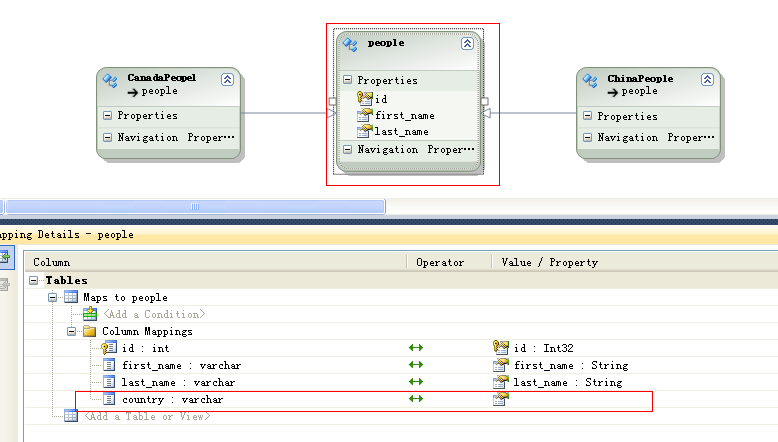 people
CanadaPeopel
people
Properties
Navigation Proper...
Properties
id
first_name
last_name
Navigation Proper...
ChinaPeople
people
Properties
Navigation Proper...
apping Details - people
Column Operator Value / Property
Tables
Maps to people
<Add a Condition>
Column Mappings
id : int id : Int32
first_name : varchar first_name : String
last_name : varchar last_name : String
country : varchar
<Add a Table or View>